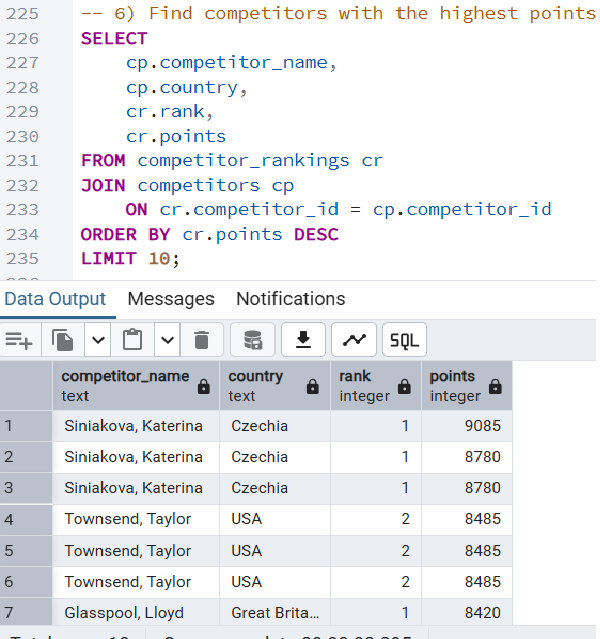 225 -- 6) Find competitors with the highest points
226 SELECT
227 cp.competitor_name,
228 cp.country,
229 cr.rank,
230 cr.points
231 FROM competitor_rankings cr
232 JOIN competitors cp
233 ON cr.competitor_id = cp.competitor_id
234 ORDER BY cr.points DESC
235 LIMIT 10;
Data Output Messages Notifications
SQL
competitor_name country rank points
text text integer integer
1 Siniakova, Katerina Czechia 1 9085
2 Siniakova, Katerina Czechia 1 8780
3 Siniakova, Katerina Czechia 1 8780
4 Townsend, Taylor USA 2 8485
5 Townsend, Taylor USA 2 8485
6 Townsend, Taylor USA 2 8485
7 Glasspool, Lloyd Great Brita... 1 8420